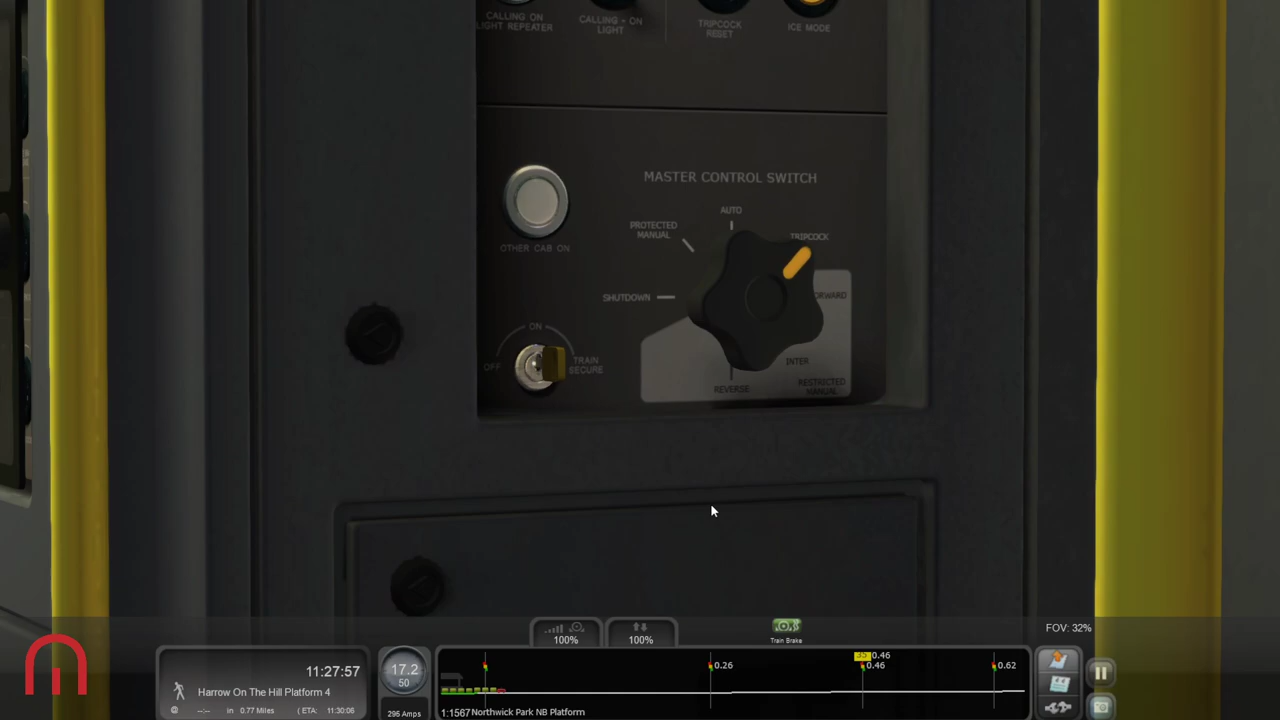 CALLING ON
LIGHT REPEATER
CALLING - ON
LIGHT
TRIPCOCK
RESET
ICE MODE
MASTER CONTROL SWITCH
AUTO
PROTECTED
MANUAL
TRIPCOCK
OTHER CAB ON
SHUTDOWN
ORWARD
ON
OFF
TRAIN
SECURE
INTER
REVERSE
RESTRICTED
MANUAL
FOV: 32%
100%
100%
Train Brake
11:27:57
Harrow On The Hill Platform 4
--:-- in 0.77 Miles ( ETA: 11:30:06
17.2
50
295 Amps
35 0.46
0.26
0.46
0.62
1:1567 Northwick Park NB Platform